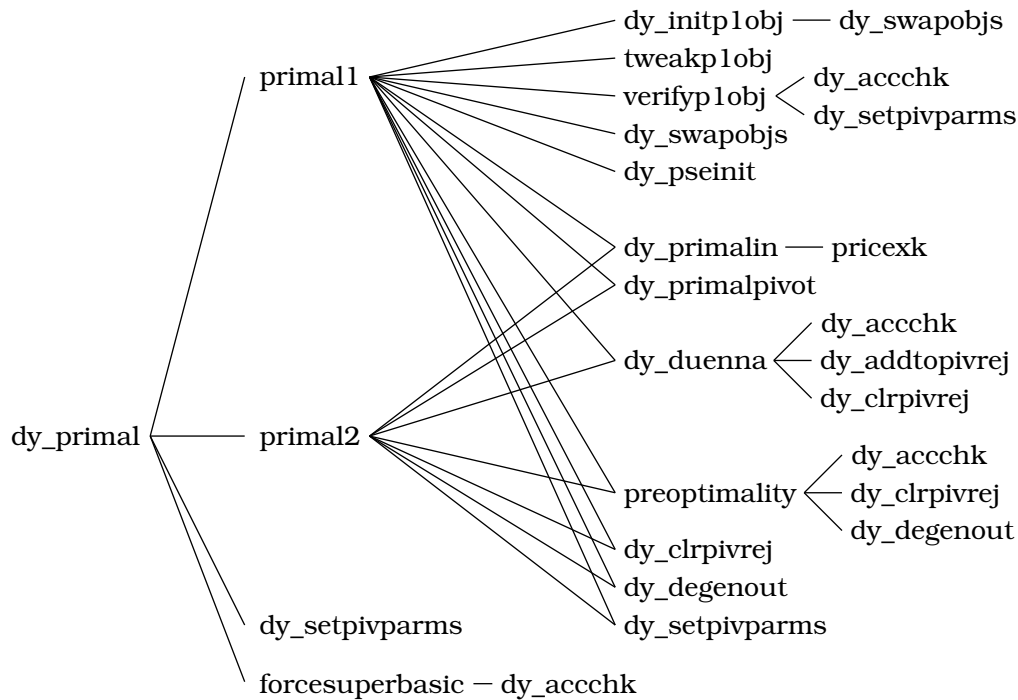 dy_initp1obj — dy_swapobjs
primal1
tweakp1obj
verifyp1obj
dy_accchk
dy_setpivparms
dy_swapobjs
dy_pseinit
dy_primalin — pricexk
dy_primalpivot
dy_duenna
dy_accchk
dy_addtopivrej
dy_clrpivrej
dy_primal
primal2
preoptimality
dy_accchk
dy_clrpivrej
dy_degenout
dy_clrpivrej
dy_degenout
dy_setpivparms
dy_setpivparms
forcesuperbasic – dy_accchk